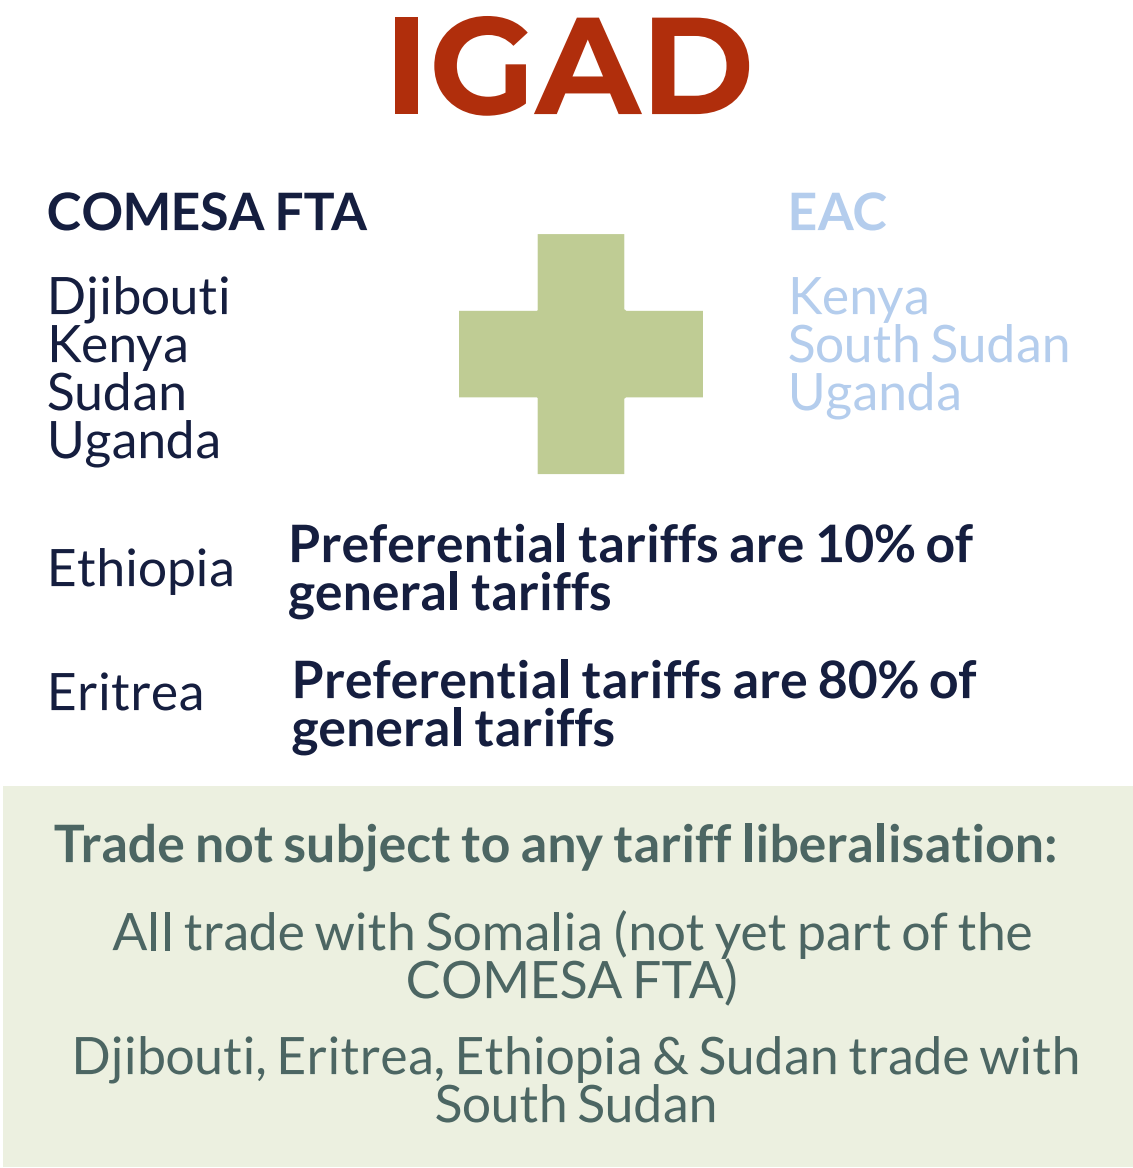 IGAD
COMESA FTA
Djibouti
Kenya
Sudan
Uganda
EAC
Kenya
South Sudan
Uganda
Ethiopia
Preferential tariffs are 10% of
general tariffs
Eritrea
Preferential tariffs are 80% of
general tariffs
Trade not subject to any tariff liberalisation:
All trade with Somalia (not yet part of the
COMESA FTA)
Djibouti, Eritrea, Ethiopia & Sudan trade with
South Sudan